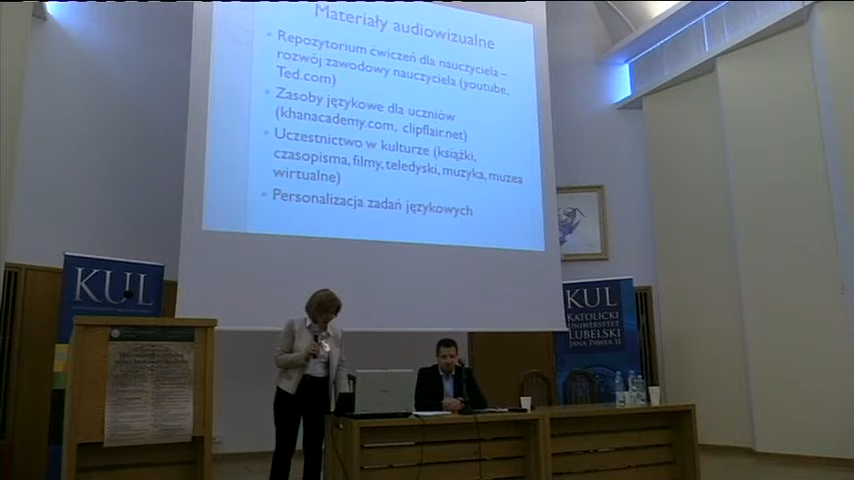 Materiały audiowizualne
• Repozytorium ćwiczeń dla nauczyciela –
rozwój zawodowy nauczyciela (youtube,
Ted.com)
• Zasoby językowe dla uczniów
(khanacademy.com, clipflair.net)
• Uczestnictwo w kulturze (książki,
czasopisma, filmy, teledyski, muzyka, muzea
wirtualne)
• Personalizacja zadań językowych
KUL
KUL
KATOLICKI
UNIWERSYTET
LUBELSKI
JANA PAWŁA II